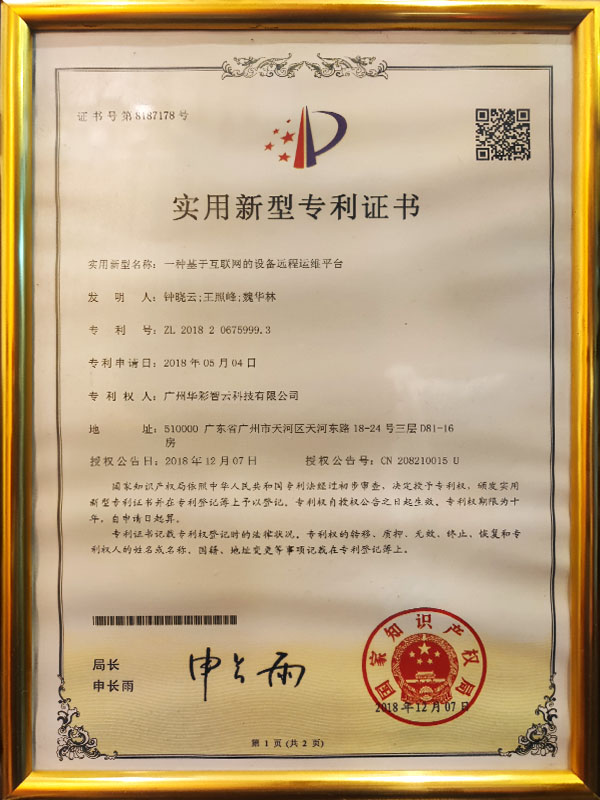 证书号第8187178号
实用新型专利证书
实用新型名称：一种基于互联网的设备远程运维平台
发明人：钟晓云;王照峰;魏华林
专利号：ZL 2018 2 0675999.3
专利申请日：2018年05月04日
专利权人：广州华彩智云科技有限公司
地址：510000 广东省广州市天河区天河东路18-24号三层D81-16
房
授权公告日：2018年12月07日 授权公告号：CN 208210015 U
国家知识产权局依照中华人民共和国专利法经过初步审查，决定授予专利权，颁发实用
新型专利证书并在专利登记簿上予以登记。专利权自授权公告之日起生效。专利权期限为十
年，自申请日起算。
专利证书记载专利权登记时的法律状况。专利权的转移、质押、无效、终止、恢复和专
利权人的姓名或名称、国籍、地址变更等事项记载在专利登记簿上。
局长
申长雨
申长雨
国家知识产权局
2018年12月07日
第1页(共2页)